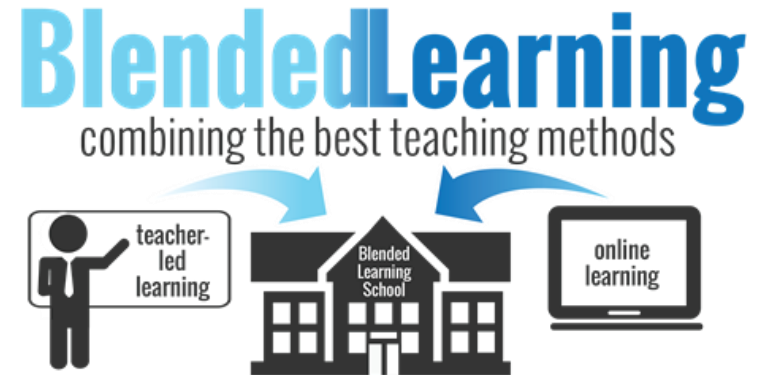 BlendedLearning
combining the best teaching methods
teacher-
led
learning
Blended
Learning
School
online
learning